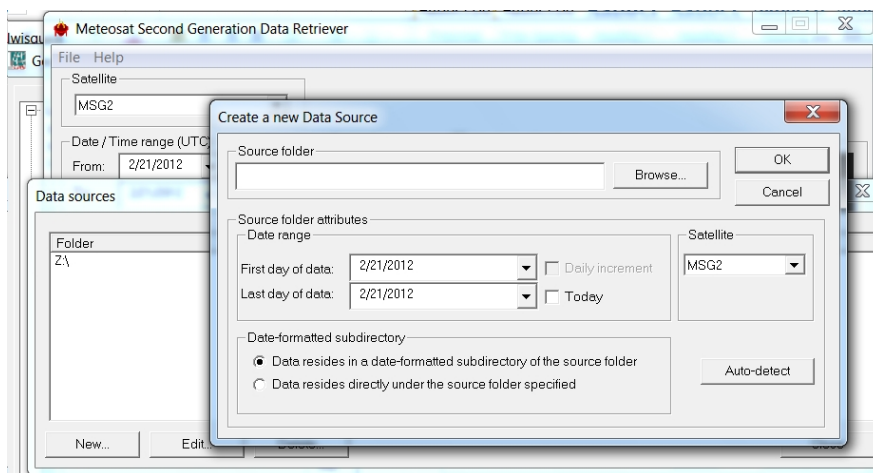 lwisqu
Meteosat Second Generation Data Retriever
G
File Help
Satellite
MSG2
Date / Time range (UTC)
From: 2/21/2012
Data sources
Folder
Z:\
New... Edit...
Create a new Data Source
Source folder
Browse...
OK
Cancel
Source folder attributes
Date range
First day of data: 2/21/2012 Daily increment
Last day of data: 2/21/2012 Today
Satellite
MSG2
Date-formatted subdirectory
Data resides in a date-formatted subdirectory of the source folder
Data resides directly under the source folder specified
Auto-detect